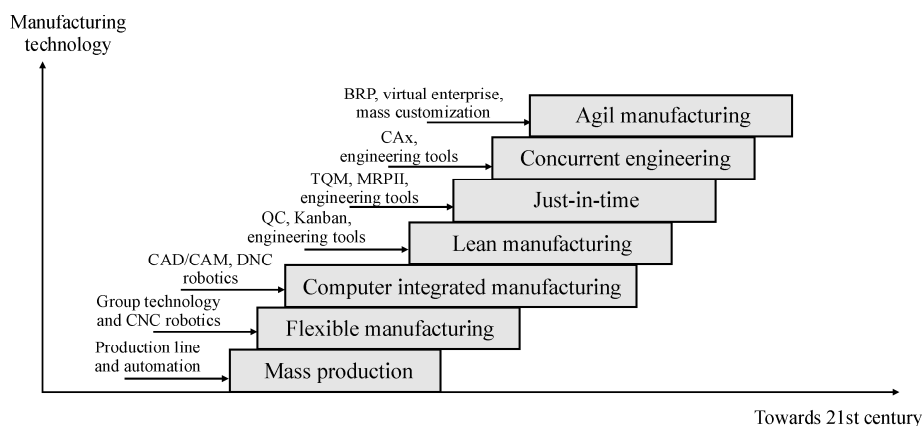 Manufacturing
technology
BRP, virtual enterprise,
mass customization
Agil manufacturing
CAx,
engineering tools
Concurrent engineering
TQM, MRPII,
engineering tools
Just-in-time
QC, Kanban,
engineering tools
Lean manufacturing
CAD/CAM, DNC
robotics
Computer integrated manufacturing
Group technology
and CNC robotics
Flexible manufacturing
Production line
and automation
Mass production
Towards 21st century